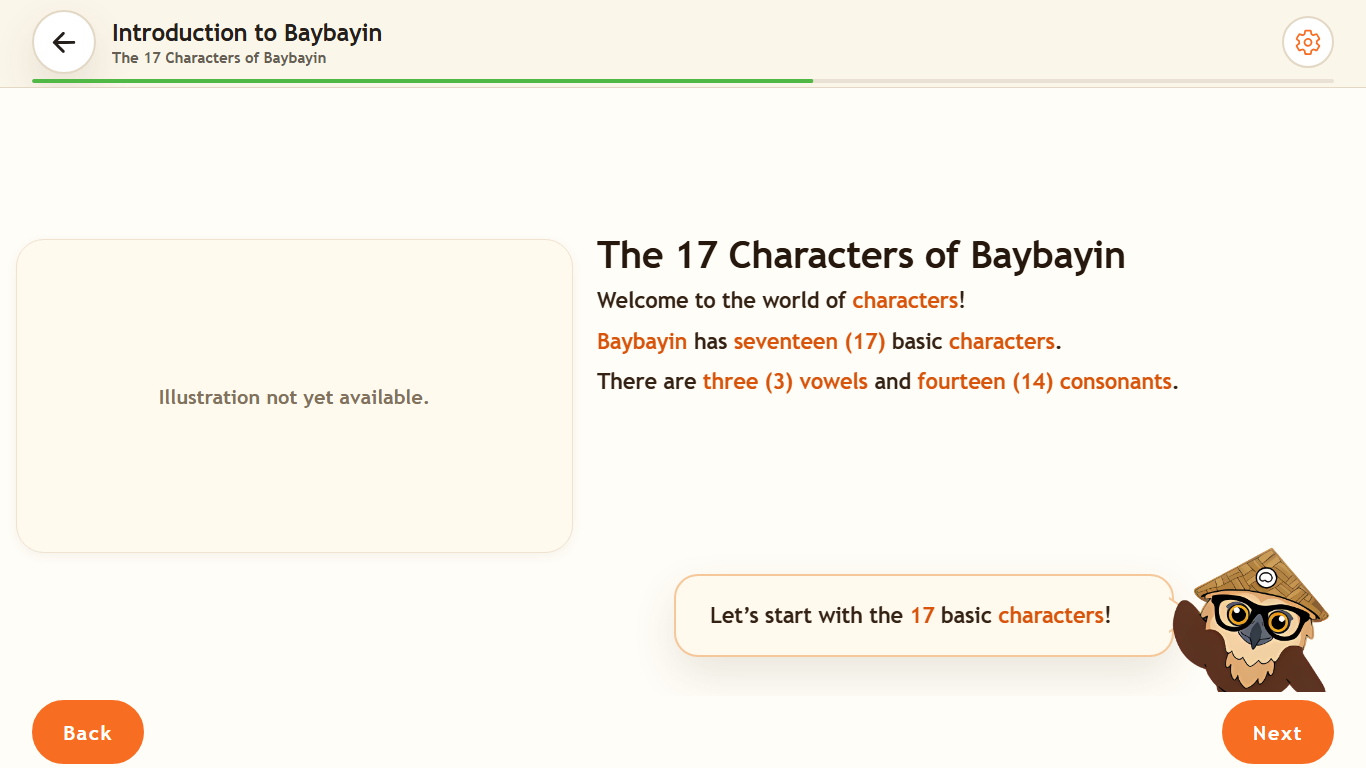 Introduction to Baybayin
The 17 Characters of Baybayin
Illustration not yet available.
The 17 Characters of Baybayin
Welcome to the world of characters!
Baybayin has seventeen (17) basic characters.
There are three (3) vowels and fourteen (14) consonants.
Let’s start with the 17 basic characters!
Back
Next